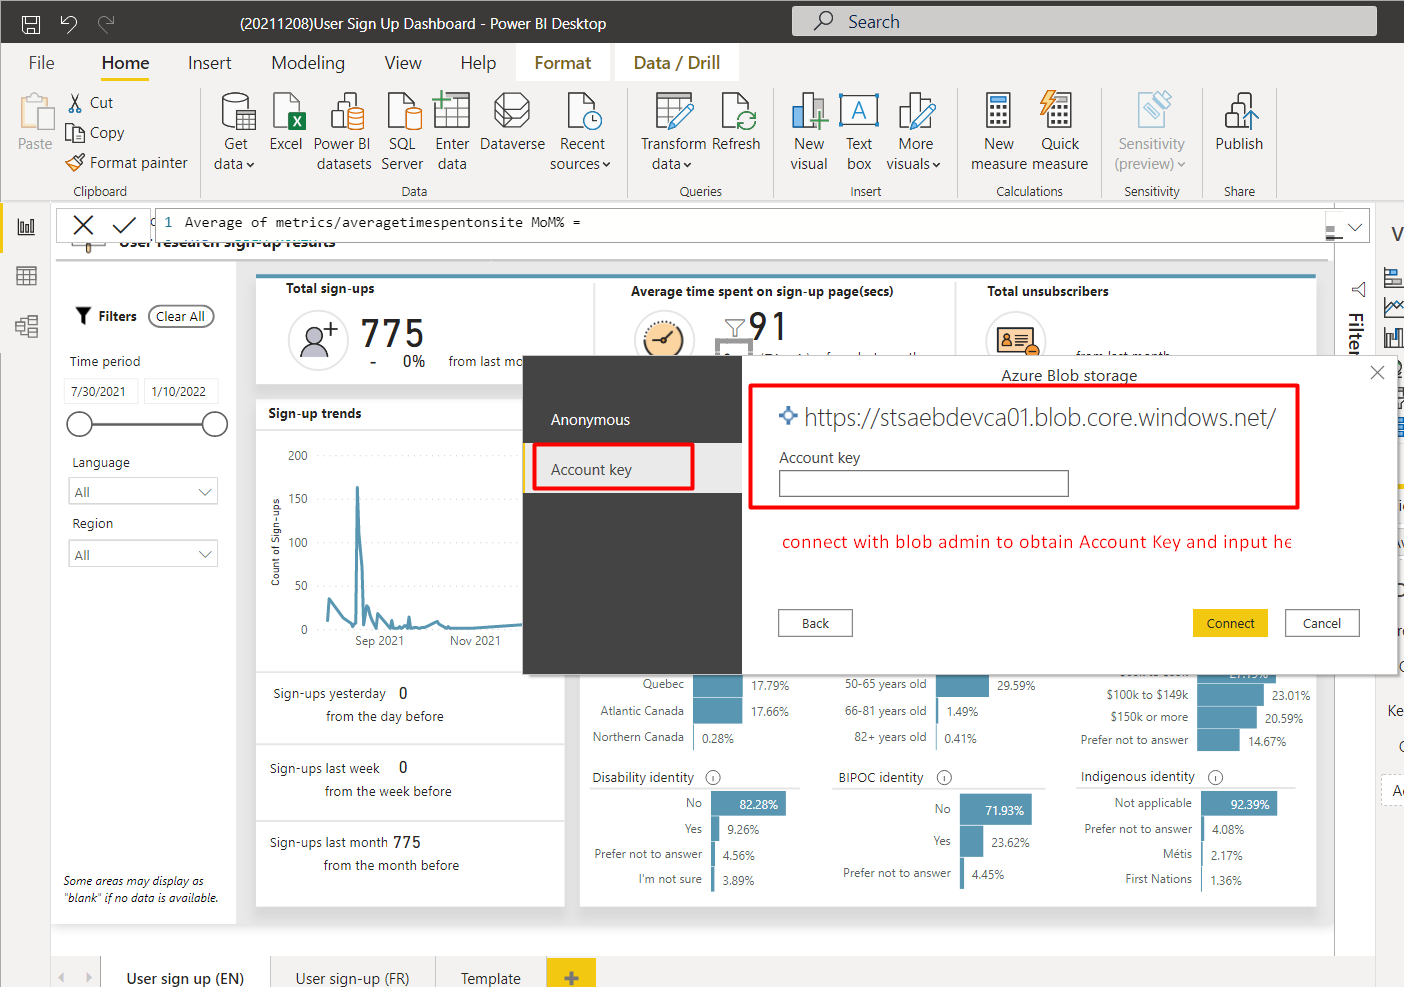 (20211208)User Sign Up Dashboard - Power BI Desktop
Search
File Home Insert Modeling View Help Format Data / Drill
Paste
Cut
Copy
Format painter
Clipboard
Get data
Excel
Power BI datasets
SQL Server
Enter data
Dataverse
Recent sources
Data
Transform data
Refresh
Queries
New visual
Text box
More visuals
Insert
New measure
Quick measure
Calculations
Sensitivity (preview)
Sensitivity
Publish
Share
1 Average of metrics/averagetimespentonsite MoM% =
User research sign-up results
Filters
Clear All
Time period
7/30/2021 1/10/2022
Language
All
Region
All
Some areas may display as
"blank" if no data is available.
Total sign-ups
775
- 0% from last mo
Average time spent on sign-up page(secs)
91
Total unsubscribers
from last month
Filter
Sign-up trends
200
150
100
50
0
Count of Sign-ups
Sep 2021 Nov 2021
Sign-ups yesterday 0
from the day before
Sign-ups last week 0
from the week before
Sign-ups last month 775
from the month before
Azure Blob storage
Anonymous
Account key
https://stsaebdevca01.blob.core.windows.net/
Account key
connect with blob admin to obtain Account Key and input he
Back
Connect
Cancel
Quebec 17.79%
Atlantic Canada 17.66%
Northern Canada 0.28%
50-65 years old 29.59%
66-81 years old 1.49%
82+ years old 0.41%
$100k to $149k 23.01%
$150k or more 20.59%
Prefer not to answer 14.67%
Disability identity
No 82.28%
Yes 9.26%
Prefer not to answer 4.56%
I'm not sure 3.89%
BIPOC identity
No 71.93%
Yes 23.62%
Prefer not to answer 4.45%
Indigenous identity
Not applicable 92.39%
Prefer not to answer 4.08%
Métis 2.17%
First Nations 1.36%
Ke
User sign up (EN) User sign-up (FR) Template +